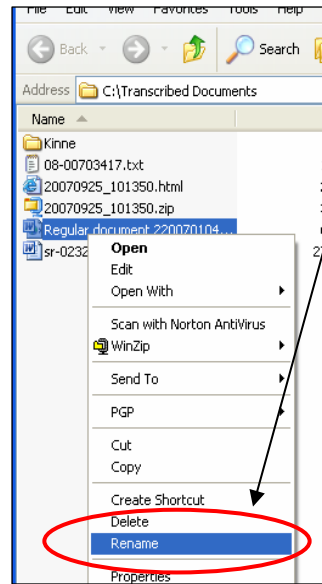 File Edit View Favorites Tools Help
Back Search
Address C:\Transcribed Documents
Name
Kinne
08-00703417.txt
20070925_101350.html
20070925_101350.zip
Regular document 220070104...
sr-0232
Open
Edit
Open With
Scan with Norton AntiVirus
WinZip
Send To
PGP
Cut
Copy
Create Shortcut
Delete
Rename
Properties